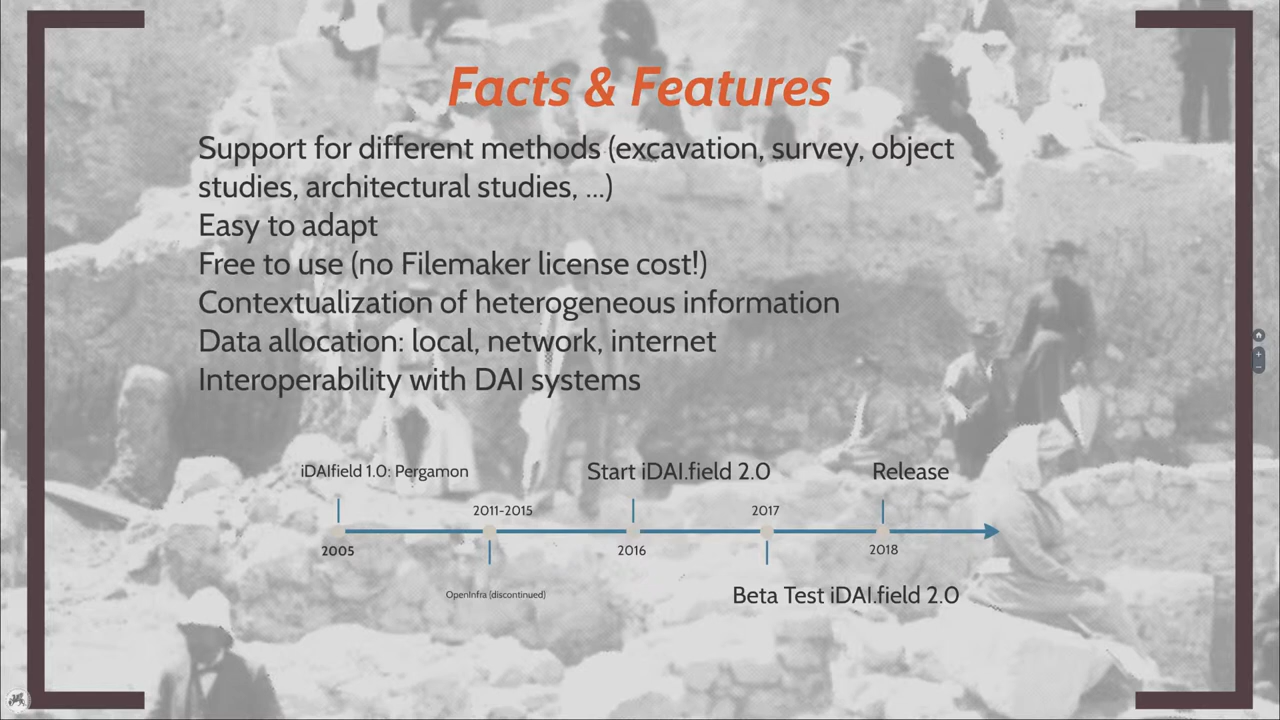 Facts & Features
Support for different methods (excavation, survey, object
studies, architectural studies, ...)
Easy to adapt
Free to use (no Filemaker license cost!)
Contextualization of heterogeneous information
Data allocation: local, network, internet
Interoperability with DAI systems
iDAIfield 1.0: Pergamon
Start iDAI.field 2.0
Release
2011-2015
2017
2005
2016
2018
OpenInfra (discontinued)
Beta Test iDAI.field 2.0